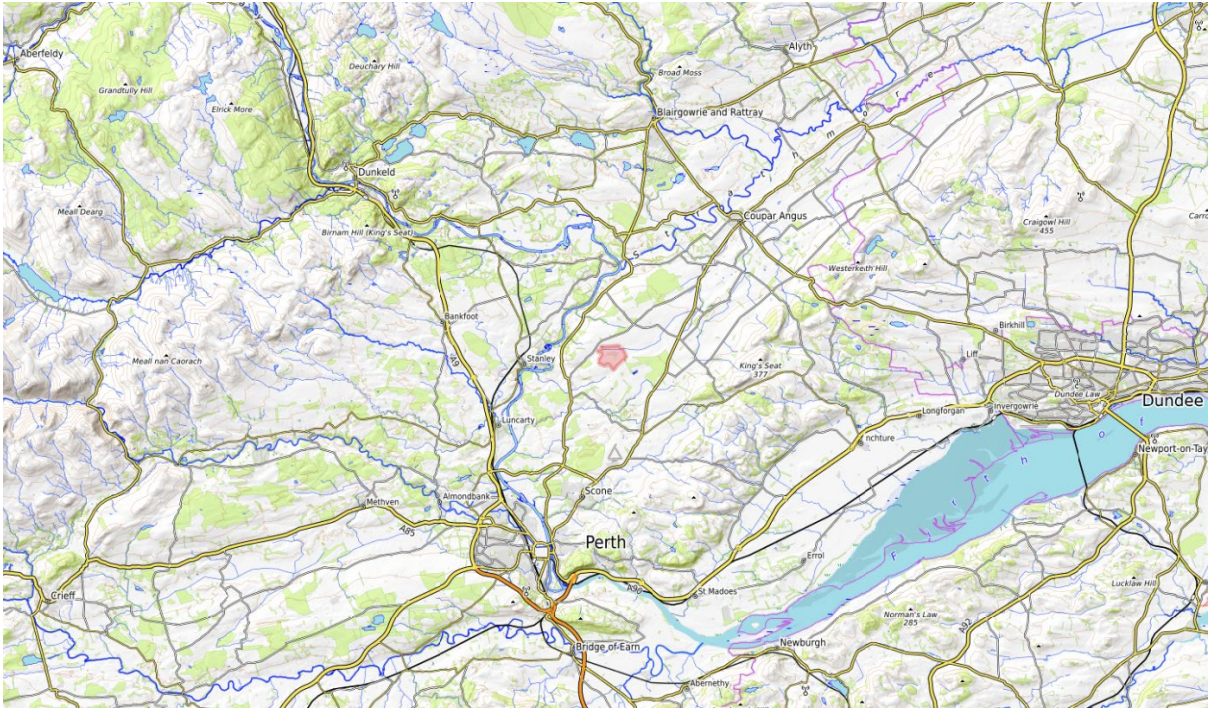 Aberfeldy
Grandtully Hill
Deuchary Hill
Elrick More
Alyth
Broad Moss
Blairgowrie and Rattray
Dunkeld
Meall Dearg
Birnam Hill (King's Seat)
Coupar Angus
Craigowl Hill
455
Westerkeith Hill
S t r a t h m o r e
Bankfoot
A9
Meall nan Caorach
Stanley
King's Seat
377
Birkhill
Liff
Dundee Law
Dundee
Longforgan
Invergowrie
Luncarty
nchture
Newport-on-Tay
Scone
Almondbank
Methven
A85
Perth
Errol
F i r t h o f
Crieff
A90
St Madoes
Lucklaw Hill
Norman's Law
285
A92
Newburgh
Bridge of Earn
Abernethy